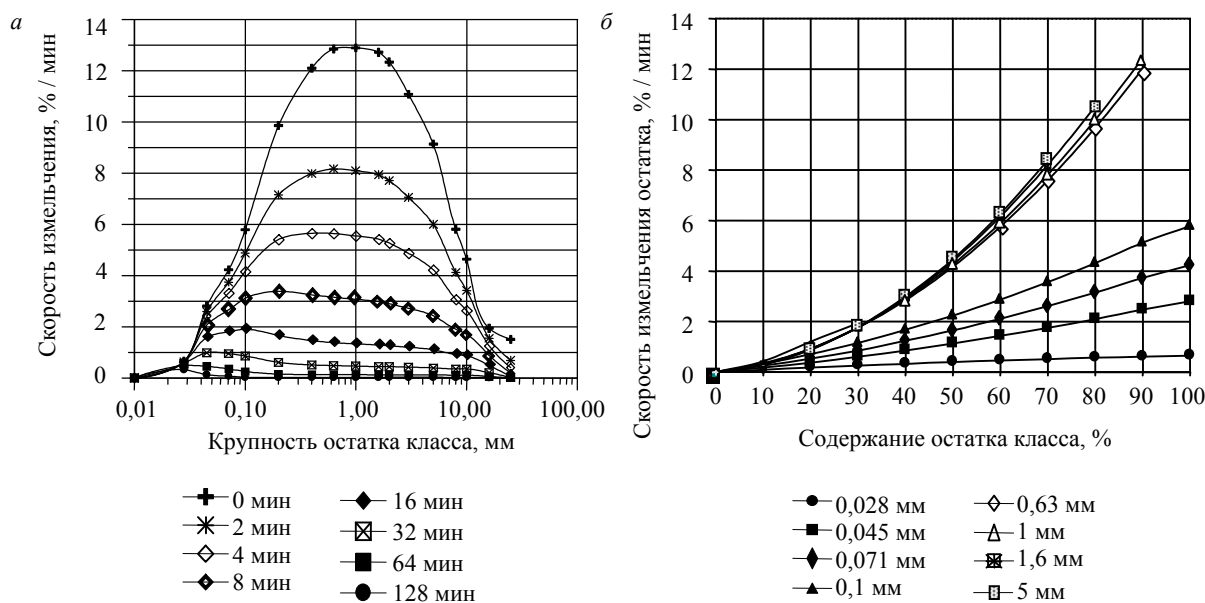 а
Скорость измельчения, % / мин
14
12
10
8
6
4
2
0
0,01
0,10
1,00
10,00
100,00
Крупность остатка класса, мм
0 мин
2 мин
4 мин
8 мин
16 мин
32 мин
64 мин
128 мин
б
Скорость измельчения остатка, % / мин
14
12
10
8
6
4
2
0
0
10
20
30
40
50
60
70
80
90
100
Содержание остатка класса, %
0,028 мм
0,045 мм
0,071 мм
0,1 мм
0,63 мм
1 мм
1,6 мм
5 мм